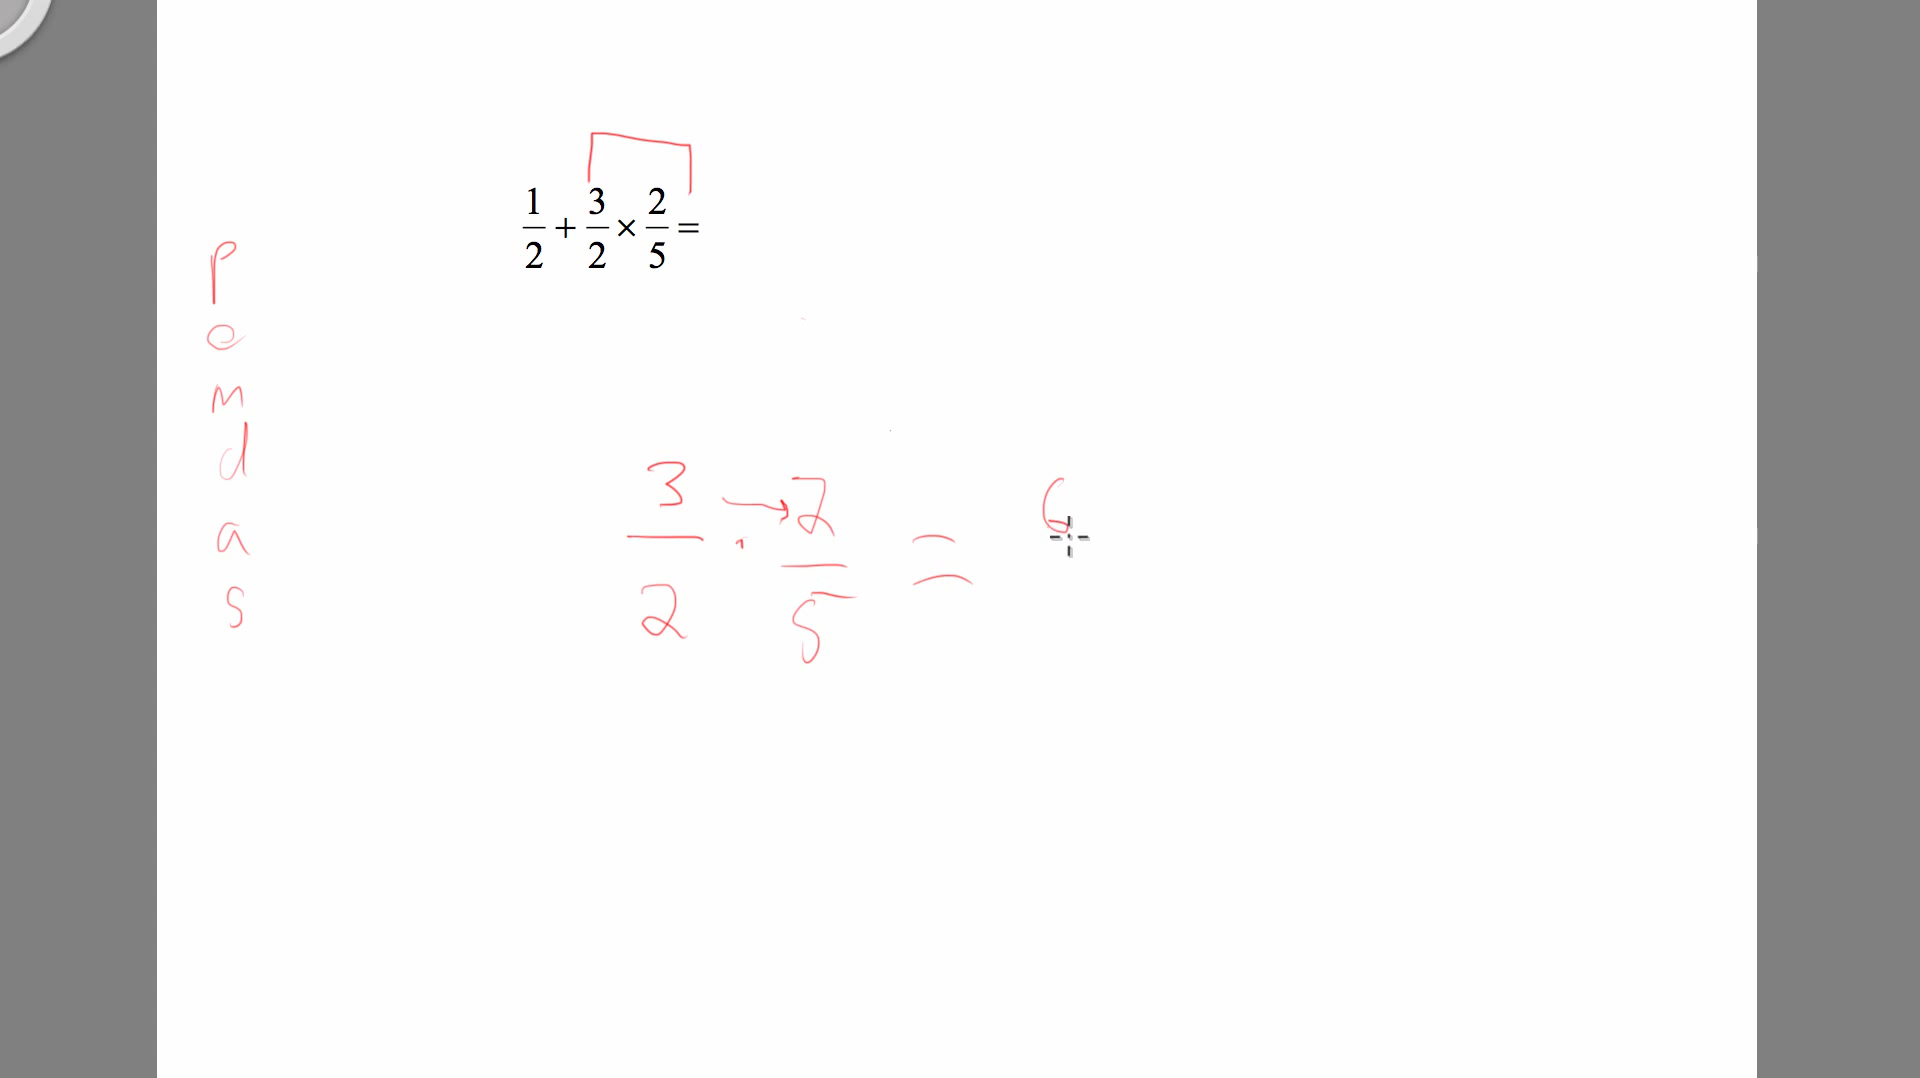 1/2 + 3/2 × 2/5 =
P
e
m
d
a
s
3/2 · 2/5 = 6